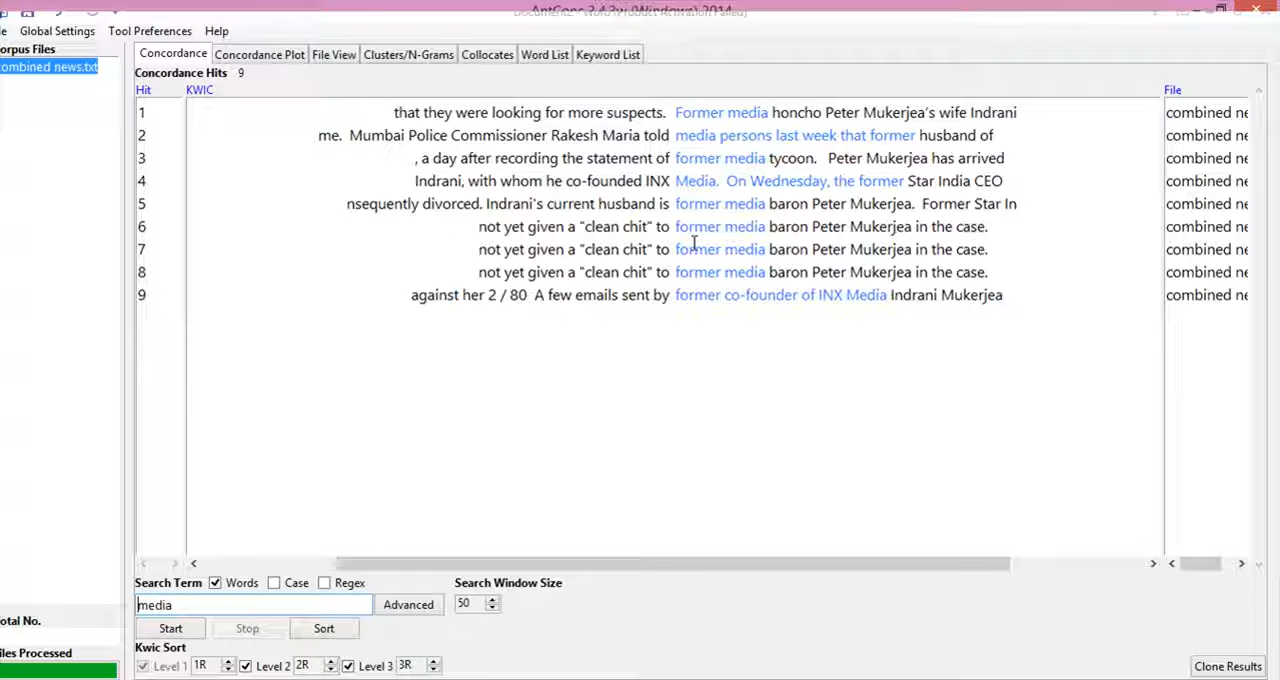 AntConc 3.4.3w (Windows) 2014
Global Settings Tool Preferences Help
orpus Files
ombined news.txt
Concordance Concordance Plot File View Clusters/N-Grams Collocates Word List Keyword List
Concordance Hits 9
Hit KWIC File
1 that they were looking for more suspects. Former media honcho Peter Mukerjea's wife Indrani combined ne
2 me. Mumbai Police Commissioner Rakesh Maria told media persons last week that former husband of combined ne
3 , a day after recording the statement of former media tycoon. Peter Mukerjea has arrived combined ne
4 Indrani, with whom he co-founded INX Media. On Wednesday, the former Star India CEO combined ne
5 nsequently divorced. Indrani's current husband is former media baron Peter Mukerjea. Former Star In combined ne
6 not yet given a "clean chit" to former media baron Peter Mukerjea in the case. combined ne
7 not yet given a "clean chit" to former media baron Peter Mukerjea in the case. combined ne
8 not yet given a "clean chit" to former media baron Peter Mukerjea in the case. combined ne
9 against her 2 / 80 A few emails sent by former co-founder of INX Media Indrani Mukerjea combined ne
Search Term Words Case Regex Search Window Size
media Advanced 50
otal No.
Start Stop Sort
iles Processed
Kwic Sort
Level 1 1R Level 2 2R Level 3 3R Clone Results